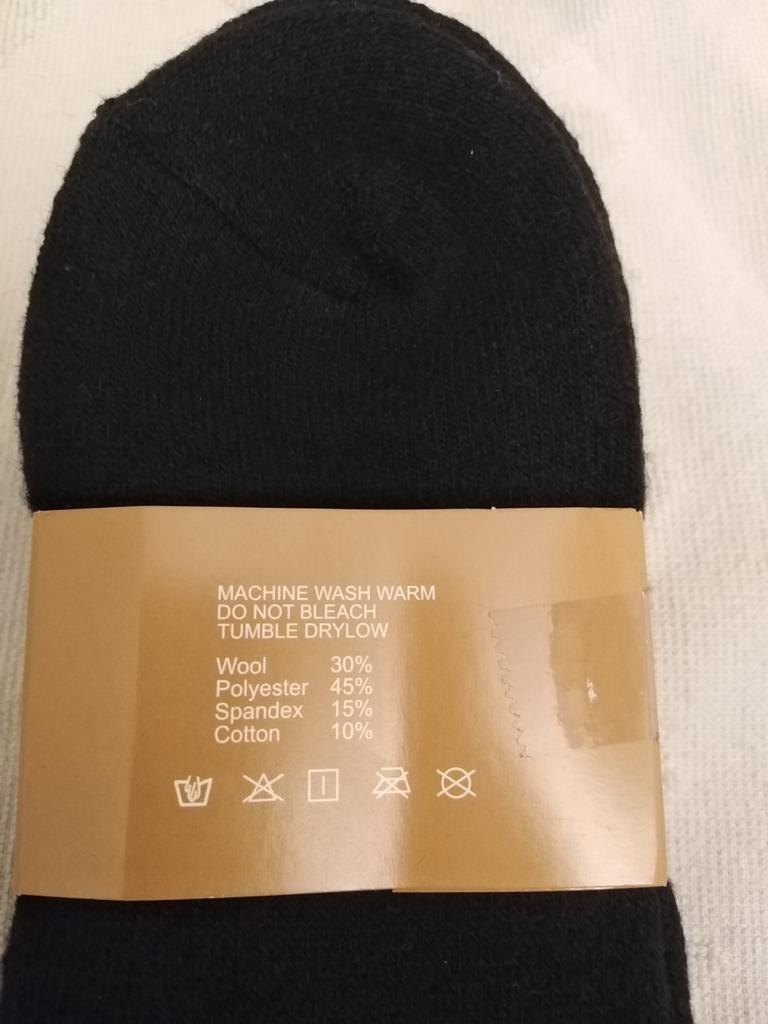 MACHINE WASH WARM
DO NOT BLEACH
TUMBLE DRYLOW
Wool 30%
Polyester 45%
Spandex 15%
Cotton 10%